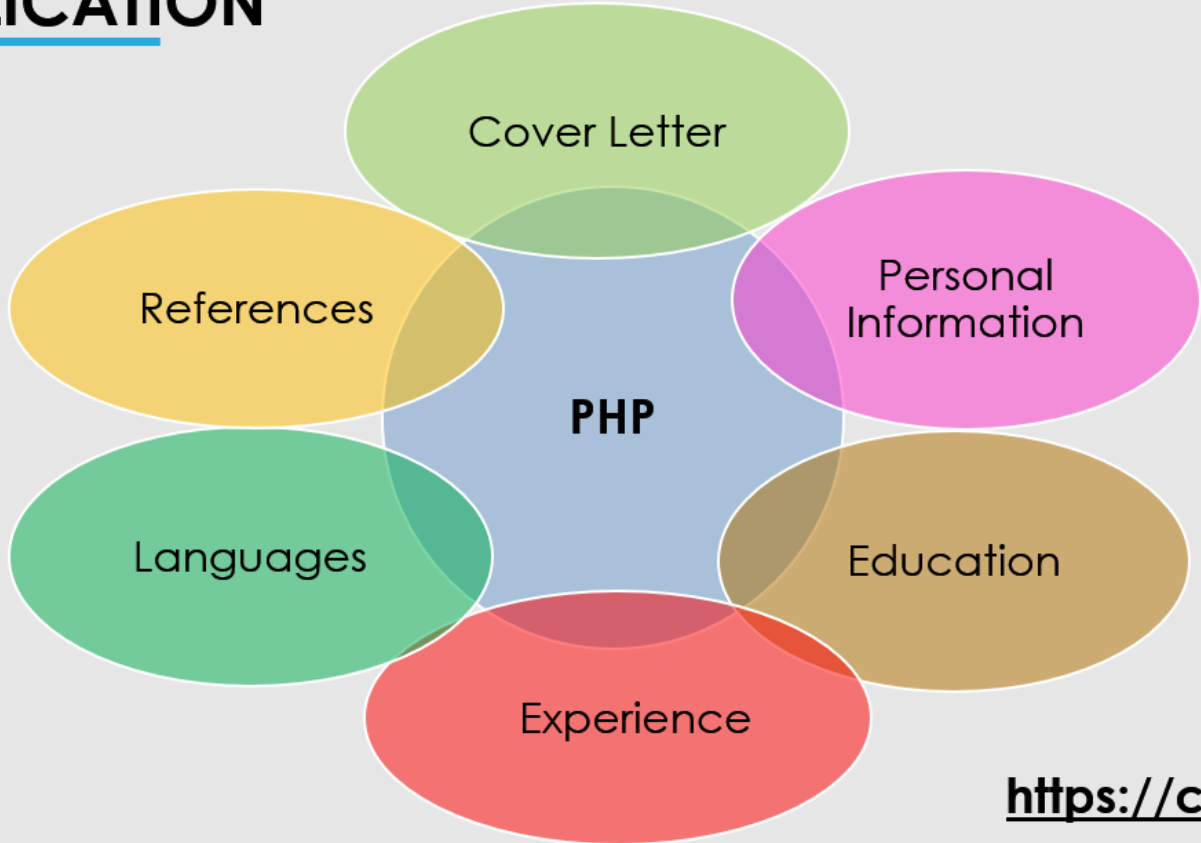 LICATION
Cover Letter
Personal
Information
References
PHP
Languages
Education
Experience
https://c